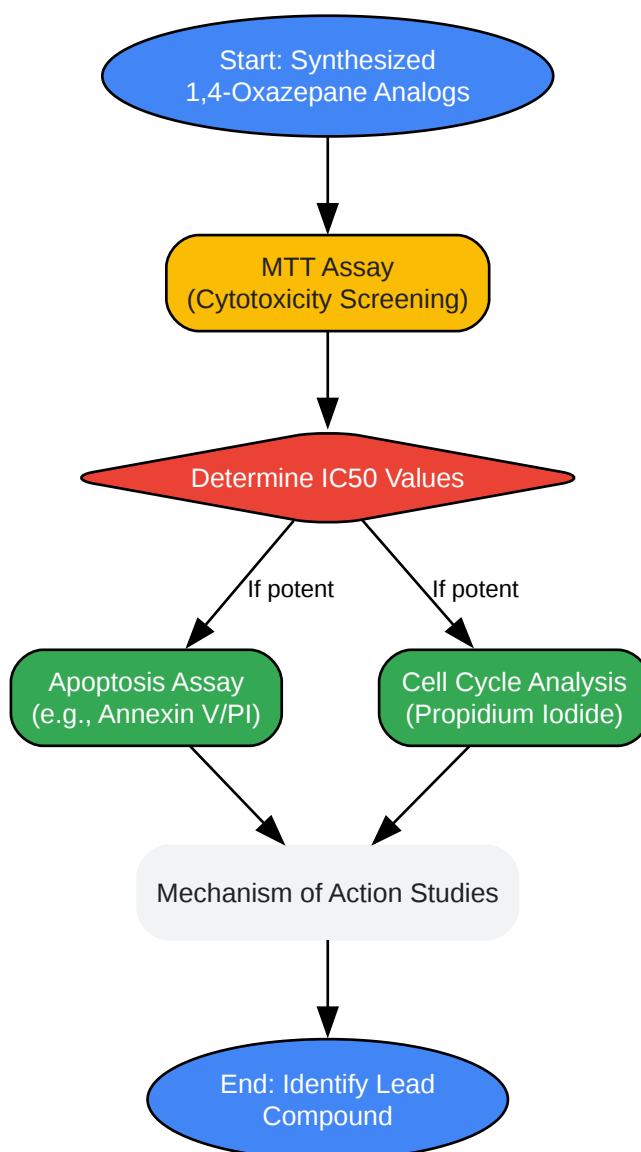 Start: Synthesized
1,4-Oxazepane Analogs
MTT Assay
(Cytotoxicity Screening)
Determine IC50 Values
If potent
If potent
Apoptosis Assay
(e.g., Annexin V/PI)
Cell Cycle Analysis
(Propidium Iodide)
Mechanism of Action Studies
End: Identify Lead
Compound